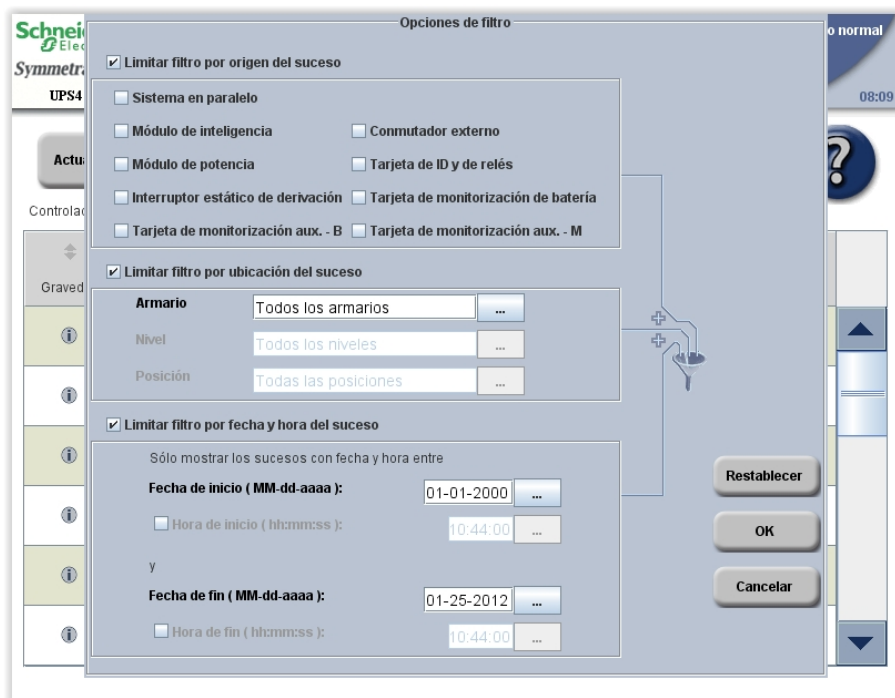 Opciones de filtro
Schnei
Elec
Symmetra
UPS4
o normal
08:09
Actua
?
Controlad
Graved
Limitar filtro por origen del suceso
Sistema en paralelo
Módulo de inteligencia
Conmutador externo
Módulo de potencia
Tarjeta de ID y de relés
Interruptor estático de derivación
Tarjeta de monitorización de batería
Tarjeta de monitorización aux. - B
Tarjeta de monitorización aux. - M
Limitar filtro por ubicación del suceso
Armario
Todos los armarios
...
Nivel
Todos los niveles
...
Posición
Todas las posiciones
...
Limitar filtro por fecha y hora del suceso
Sólo mostrar los sucesos con fecha y hora entre
Fecha de inicio ( MM-dd-aaaa ):
01-01-2000
...
Hora de inicio ( hh:mm:ss ):
10:44:00
...
y
Fecha de fin ( MM-dd-aaaa ):
01-25-2012
...
Hora de fin ( hh:mm:ss ):
10:44:00
...
Restablecer
OK
Cancelar